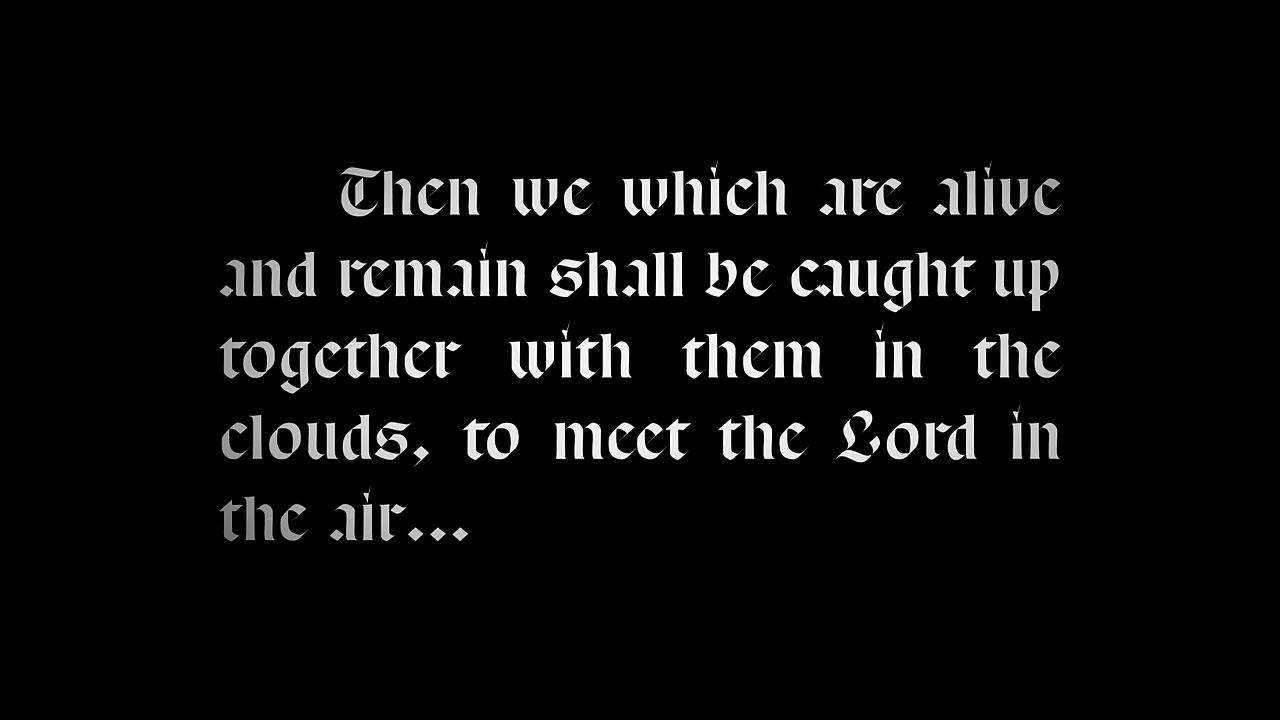 Then we which are alive
and remain shall be caught up
together with them in the
clouds, to meet the Lord in
the air...